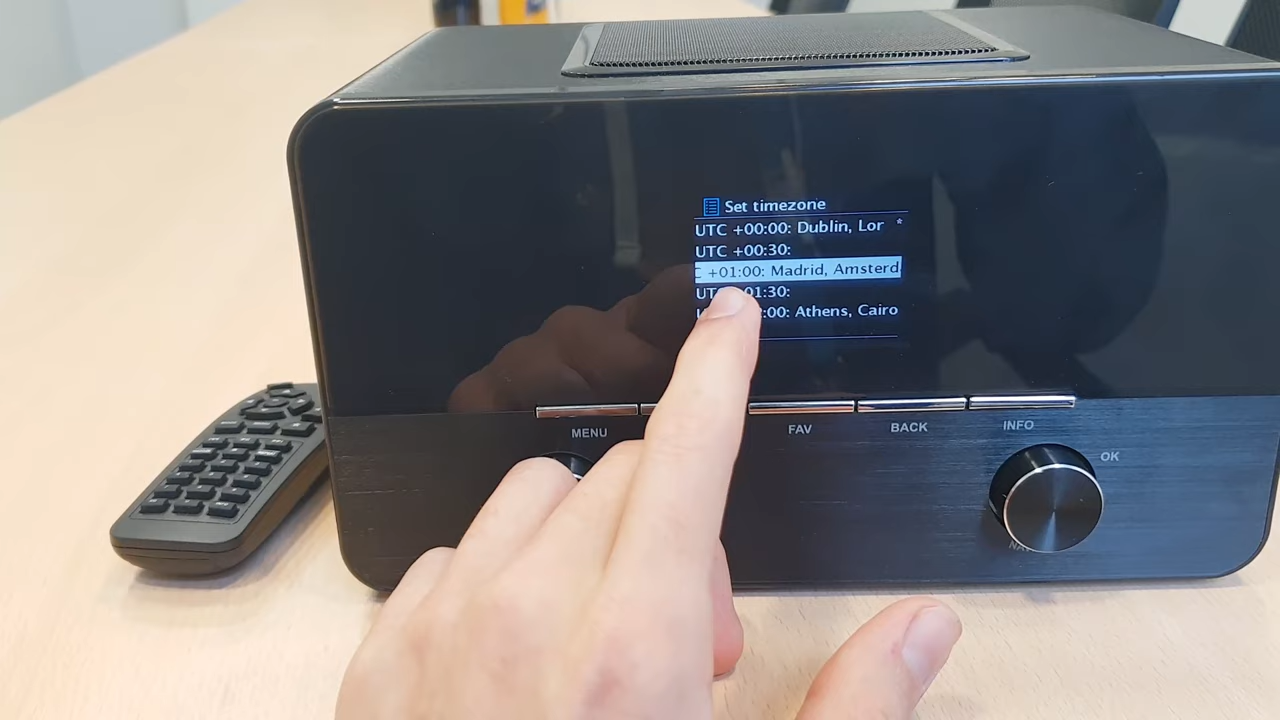 Set timezone
UTC +00:00: Dublin, Lor *
UTC +00:30:
C +01:00: Madrid, Amsterd
01:30:
:00: Athens, Cairo
MENU
FAV
BACK
INFO
OK